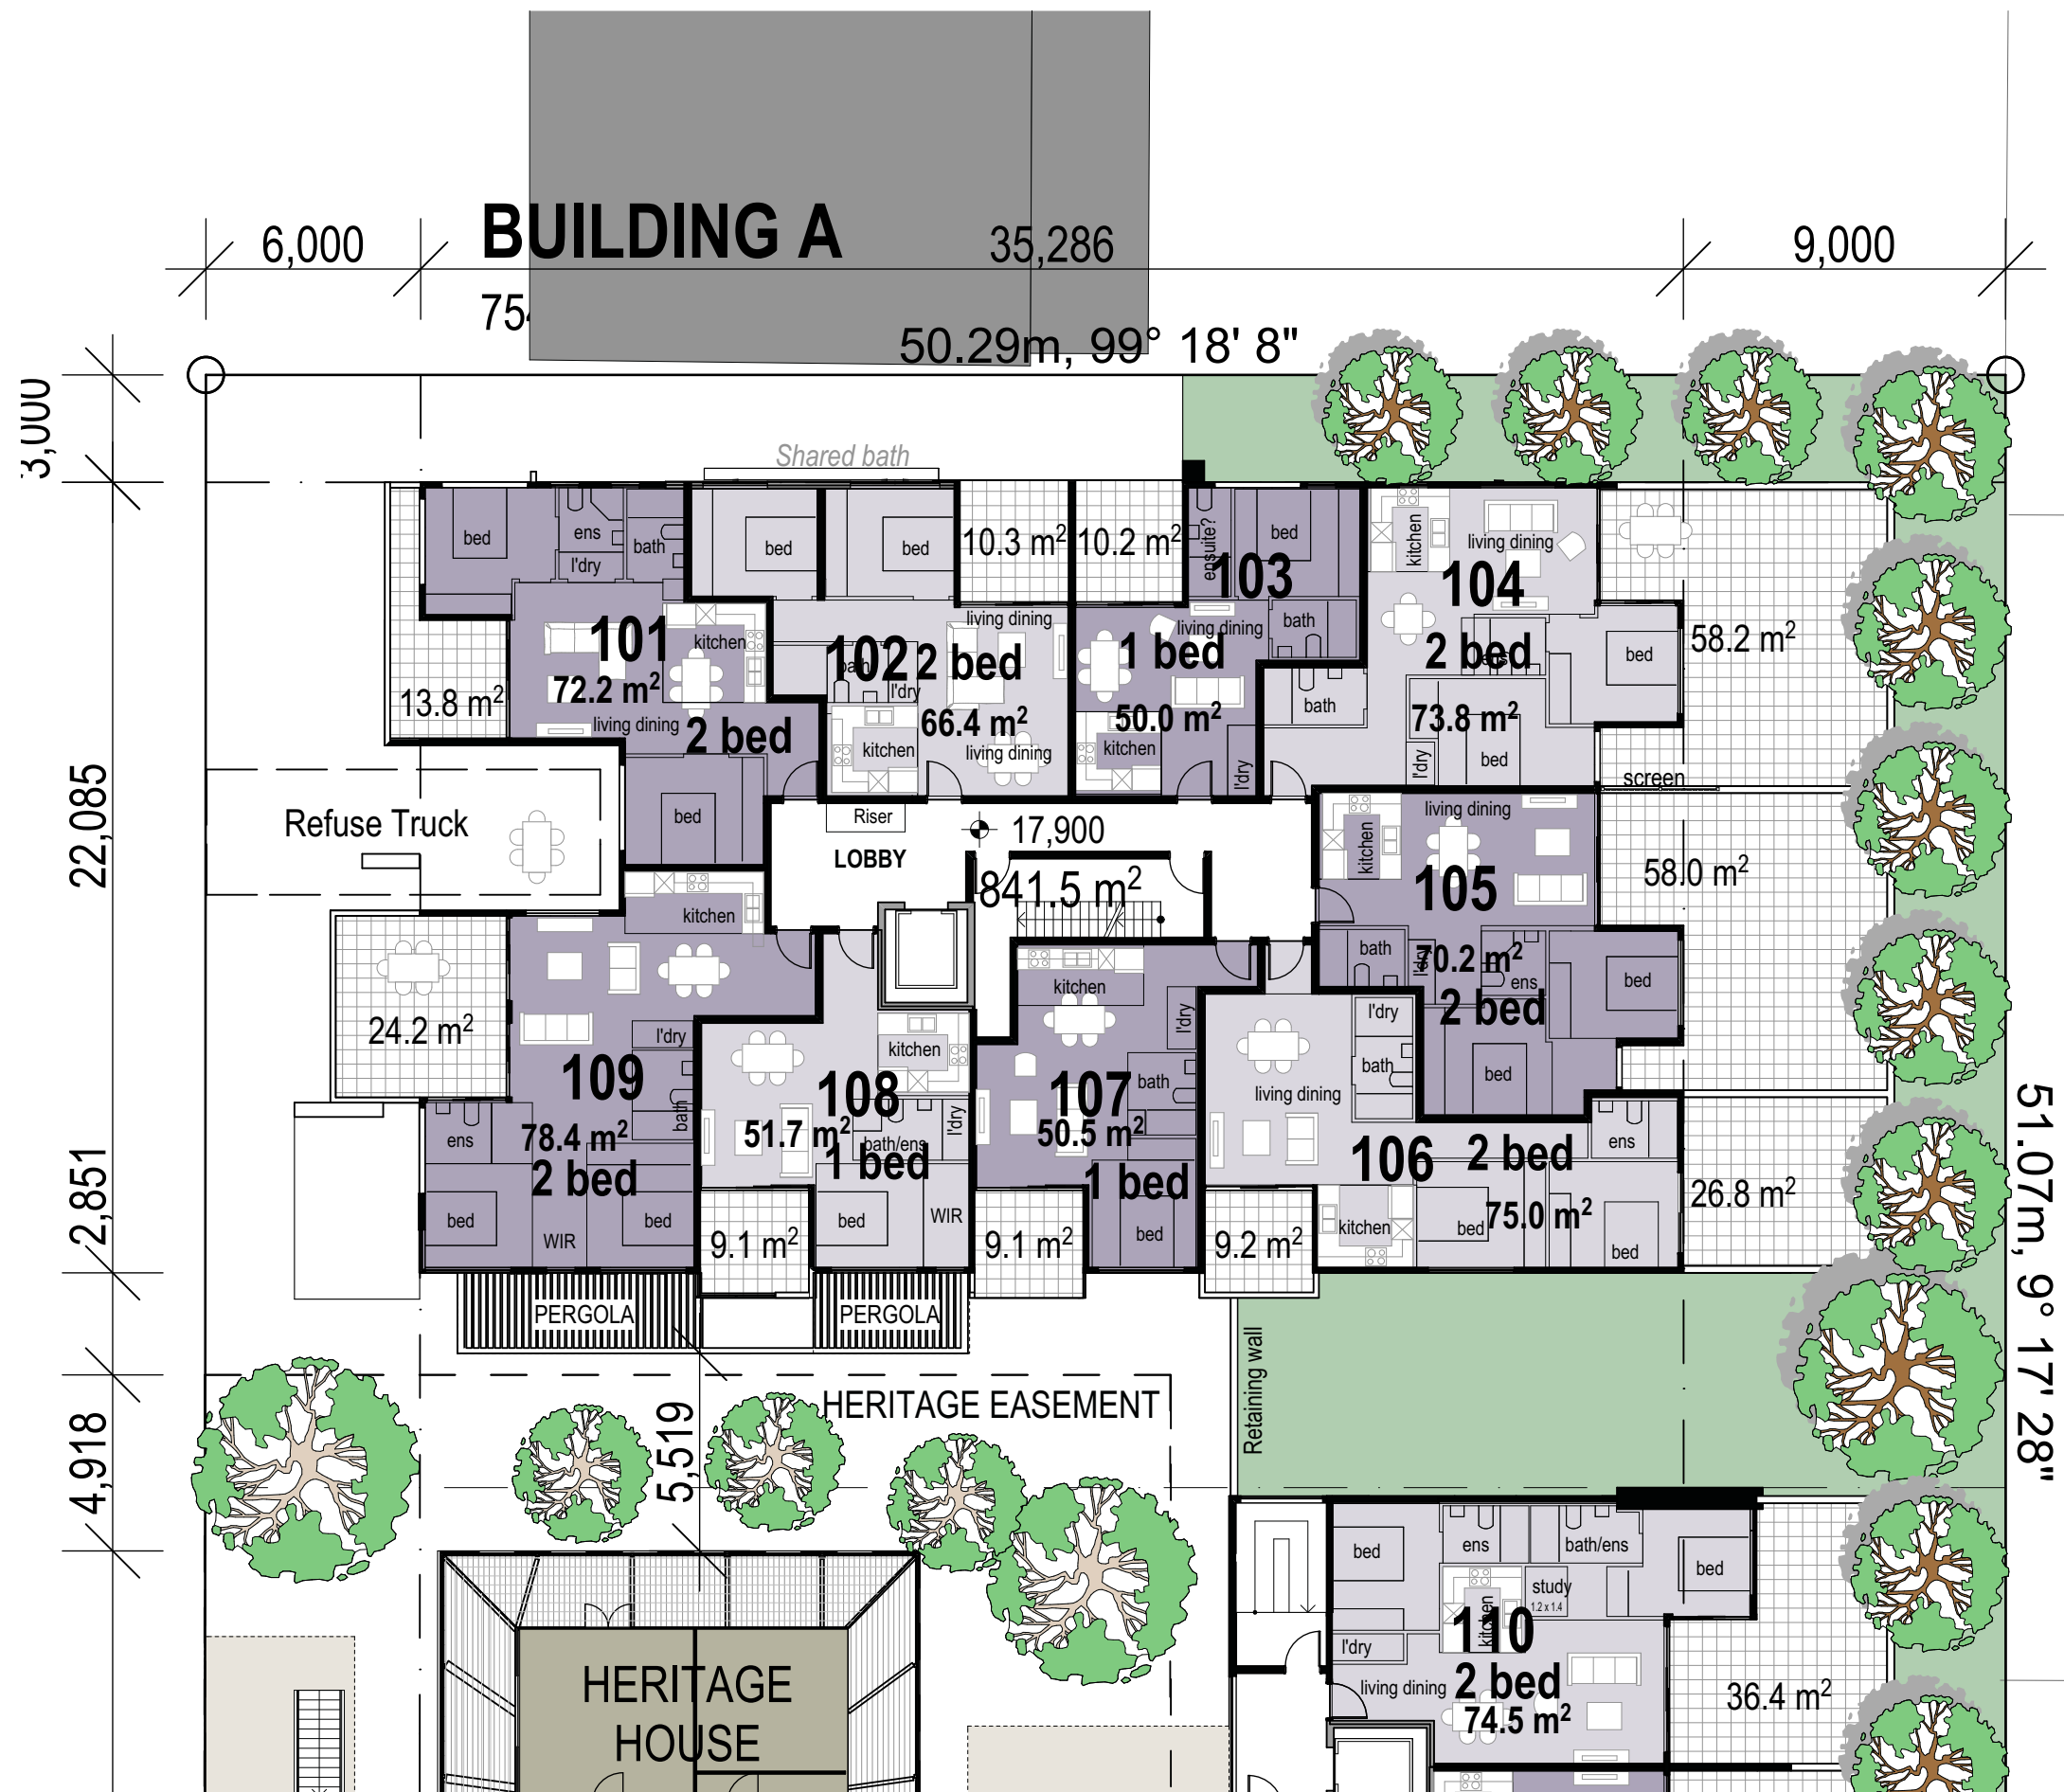 BUILDING A
6,000
35,286
9,000
75
50.29m, 99° 18' 8"
3,000
22,085
2,851
4,918
5,519
51.07m, 9° 17' 28"
Shared bath
bed
ens
bath
l'dry
101
72.2 m²
kitchen
living dining
2 bed
bed
13.8 m²
bed
bed
10.3 m²
living dining
102
2 bed
bath
l'dry
66.4 m²
kitchen
living dining
10.2 m²
ensuite?
bed
103
living dining
bath
1 bed
50.0 m²
kitchen
l'dry
kitchen
living dining
104
2 bed
ens
bed
bath
73.8 m²
l'dry
bed
58.2 m²
screen
Refuse Truck
Riser
LOBBY
17,900
841.5 m²
living dining
kitchen
105
bath
l'dry
70.2 m²
ens
bed
2 bed
bed
58.0 m²
kitchen
24.2 m²
l'dry
109
bath
ens
78.4 m²
2 bed
bed
WIR
bed
kitchen
108
51.7 m²
bath/ens
l'dry
1 bed
bed
WIR
9.1 m²
kitchen
l'dry
bath
107
50.5 m²
1 bed
bed
9.1 m²
l'dry
bath
living dining
106
2 bed
ens
75.0 m²
kitchen
bed
bed
9.2 m²
26.8 m²
PERGOLA
PERGOLA
HERITAGE EASEMENT
Retaining wall
HERITAGE
HOUSE
bed
ens
bath/ens
bed
study
1.2 x 1.4
kitchen
110
l'dry
living dining
2 bed
74.5 m²
36.4 m²